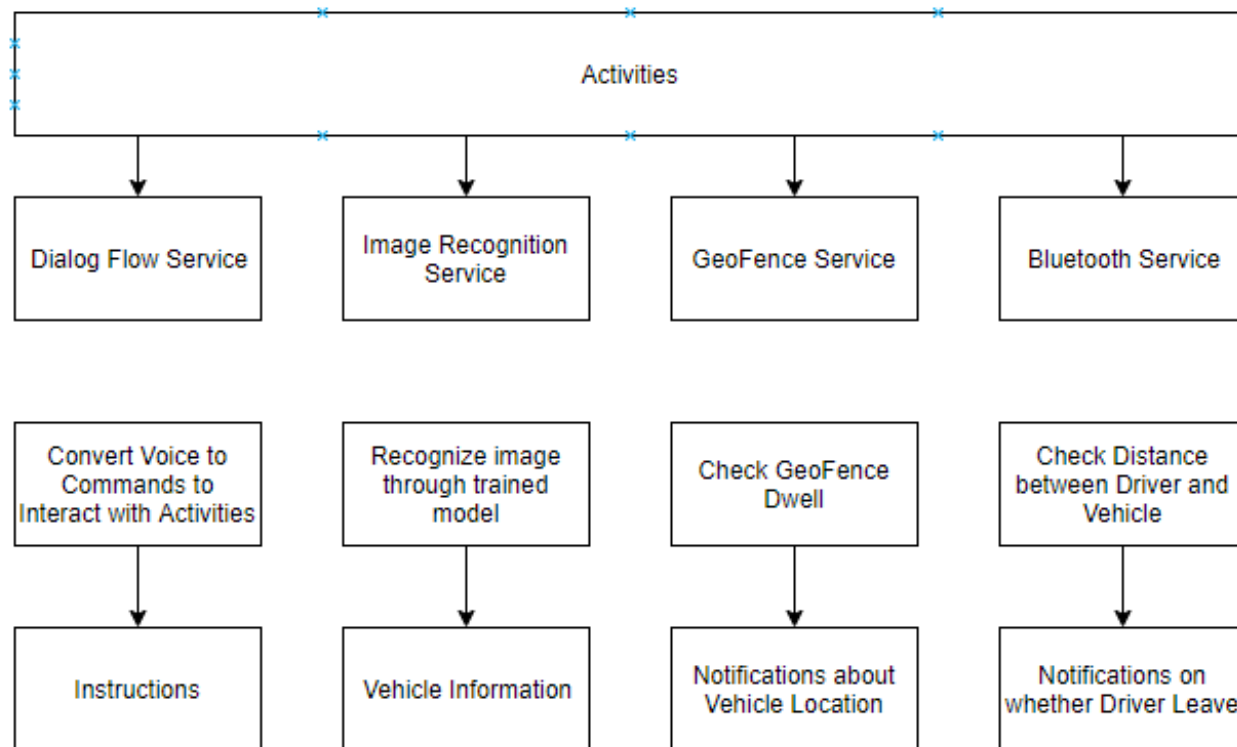 Activities
Dialog Flow Service
Image Recognition
Service
GeoFence Service
Bluetooth Service
Convert Voice to
Commands to
Interact with Activities
Recognize image
through trained
model
Check GeoFence
Dwell
Check Distance
between Driver and
Vehicle
Instructions
Vehicle Information
Notifications about
Vehicle Location
Notifications on
whether Driver Leave